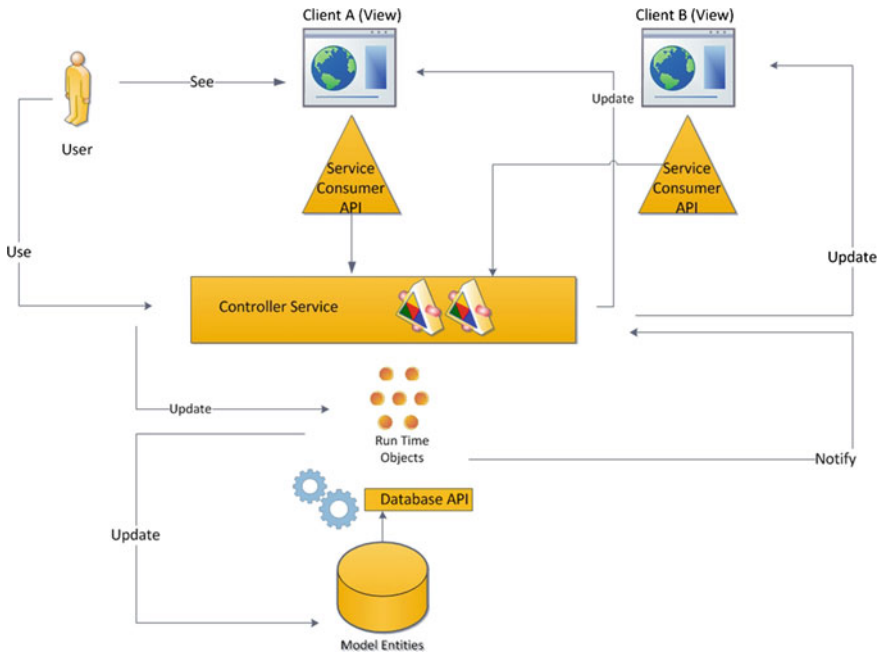 Client A (View)
Client B (View)
See
Update
User
Service
Consumer
API
Service
Consumer
API
Use
Update
Controller Service
Update
Run Time
Objects
Notify
Database API
Update
Model Entities